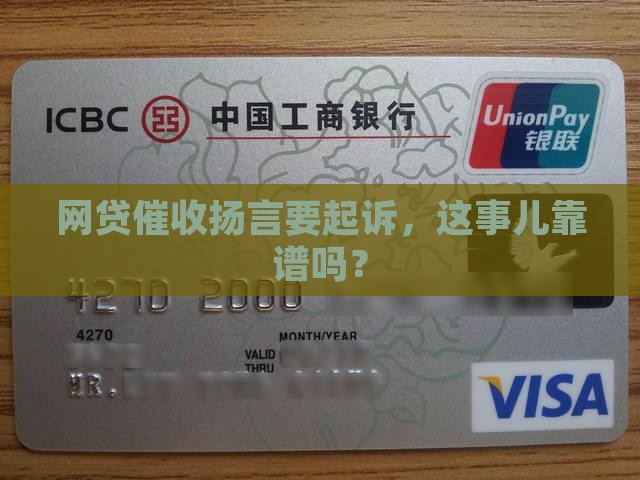 ICBC 中国工商银行
UnionPay
银联
网贷催收扬言要起诉，这事儿靠
谱吗？
4270 2000
4270
MONTH/YEAR
VALID
THRU
MR.
VISA